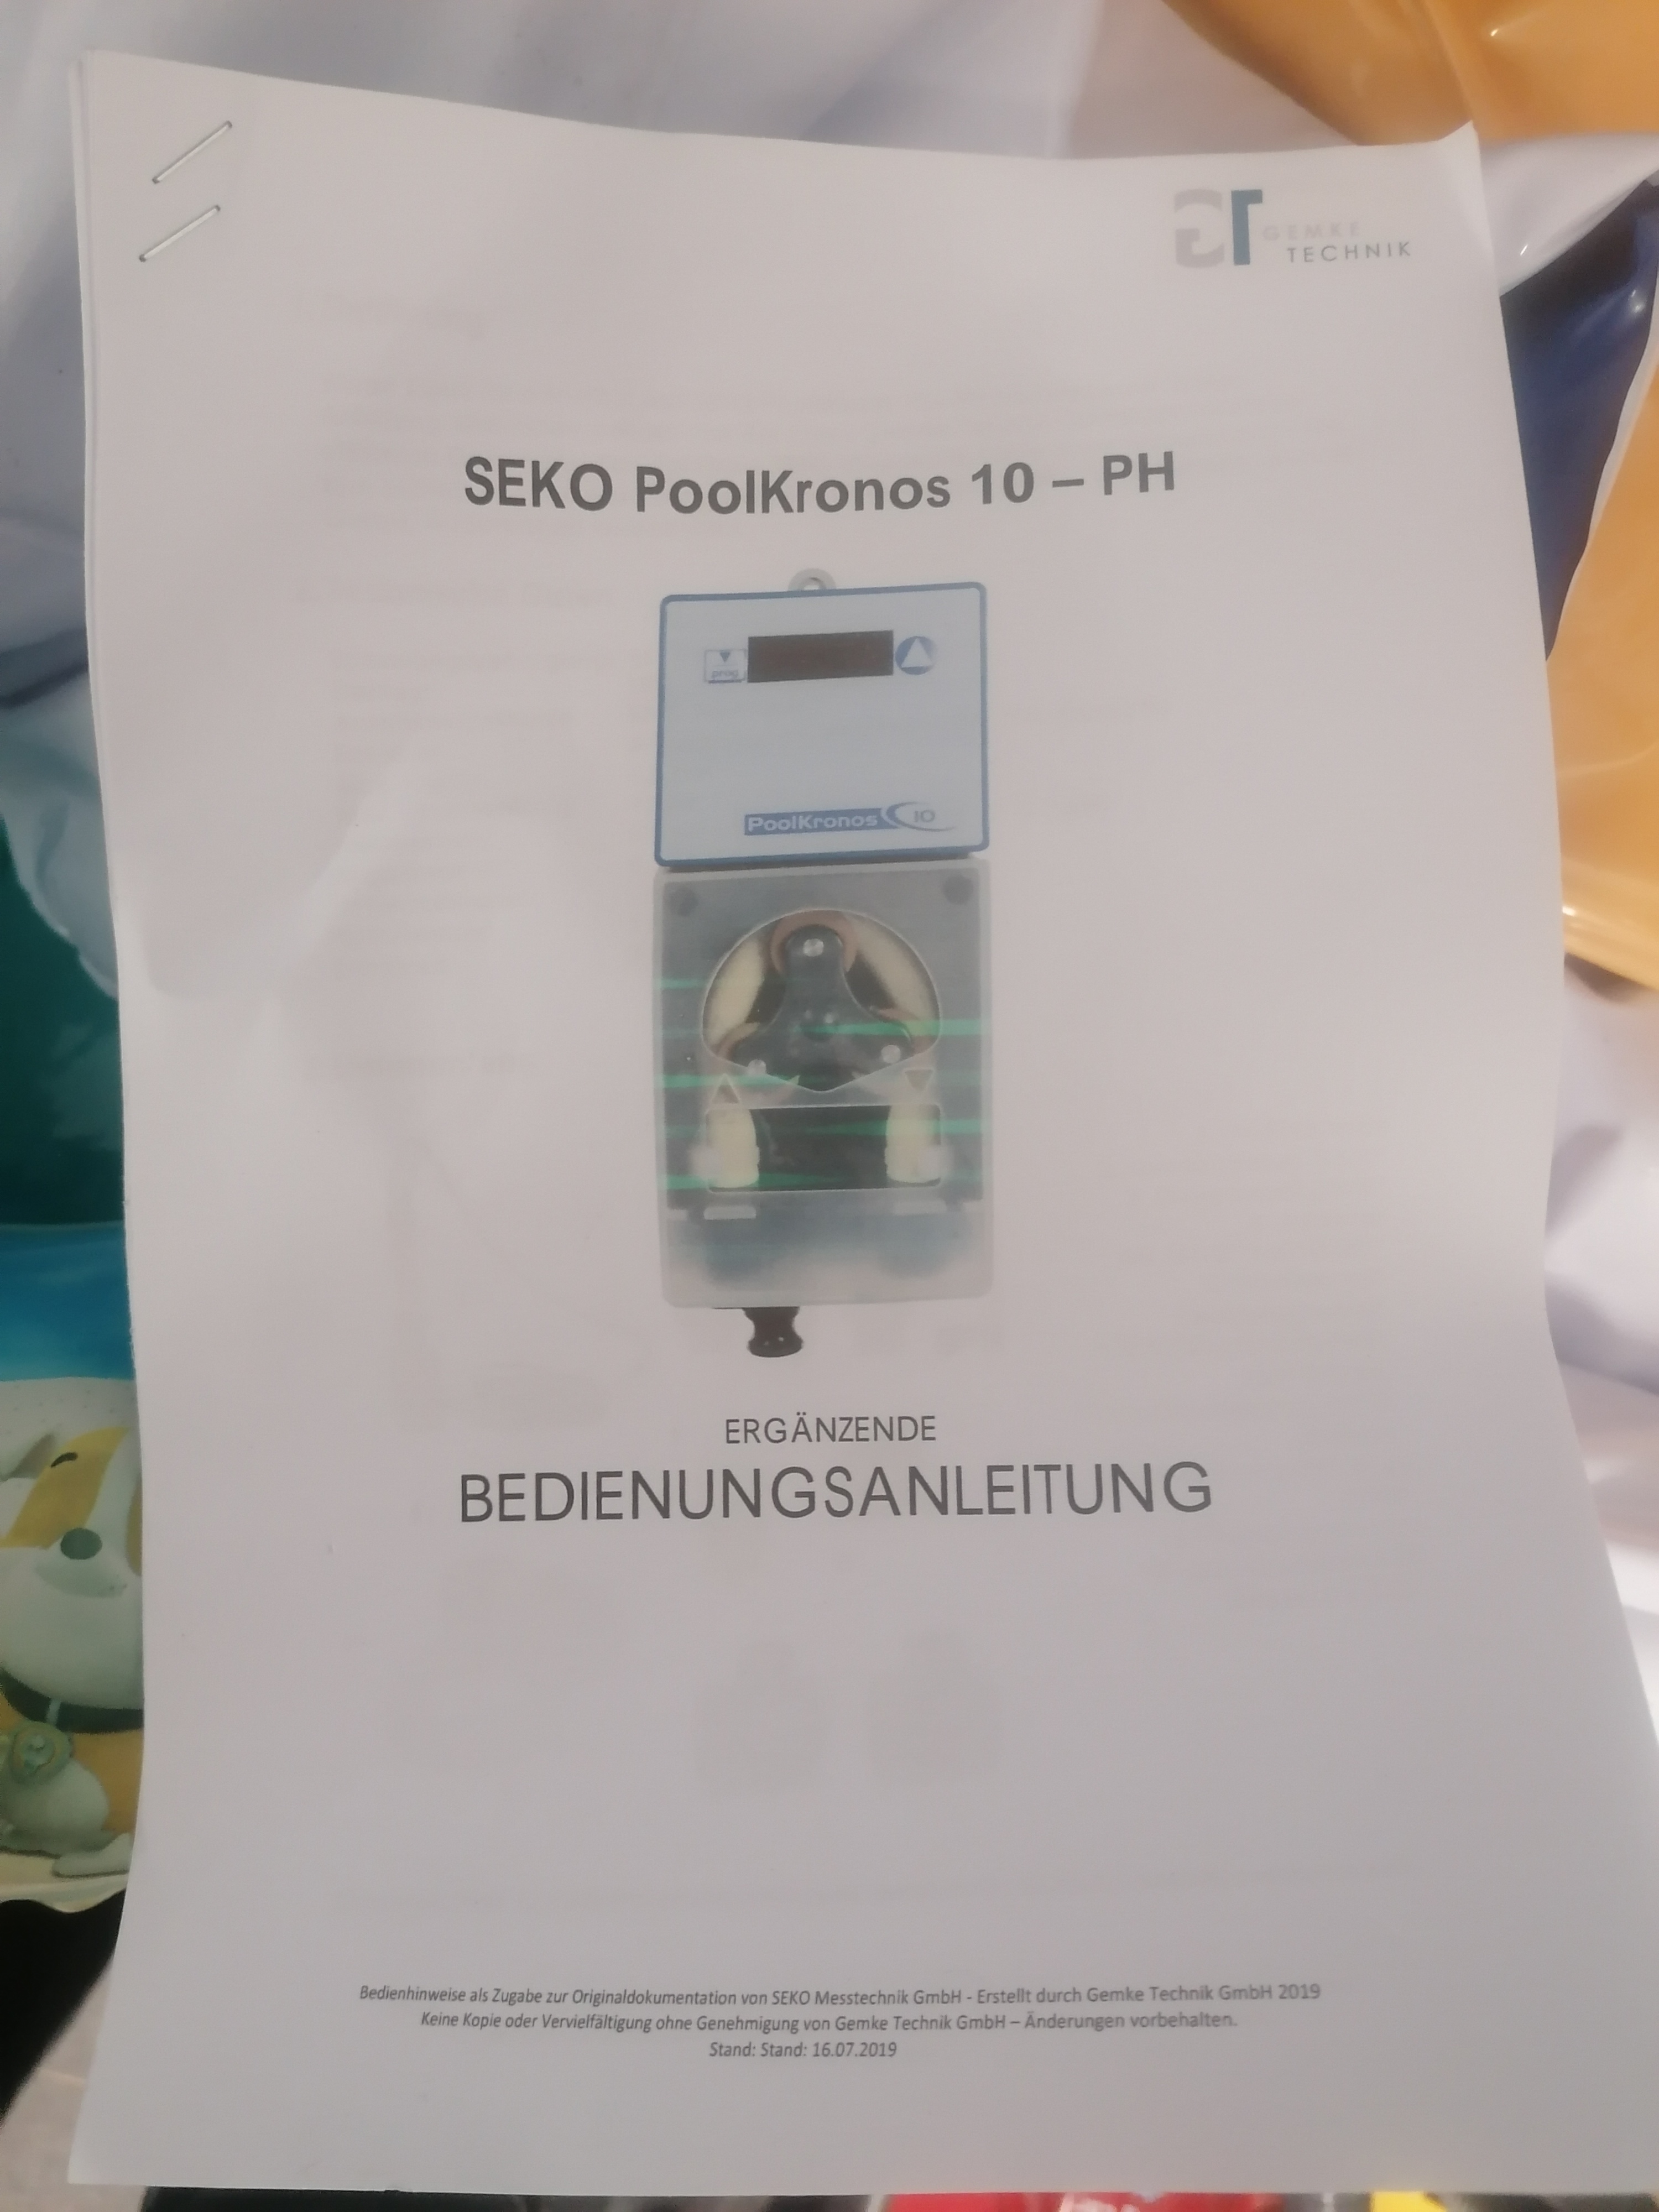 GEMKE
TECHNIK
SEKO PoolKronos 10 – PH
prog
PoolKronos 10
ERGÄNZENDE
BEDIENUNGSANLEITUNG
Bedienhinweise als Zugabe zur Originaldokumentation von SEKO Messtechnik GmbH - Erstellt durch Gemke Technik GmbH 2019
Keine Kopie oder Vervielfältigung ohne Genehmigung von Gemke Technik GmbH – Änderungen vorbehalten.
Stand: Stand: 16.07.2019